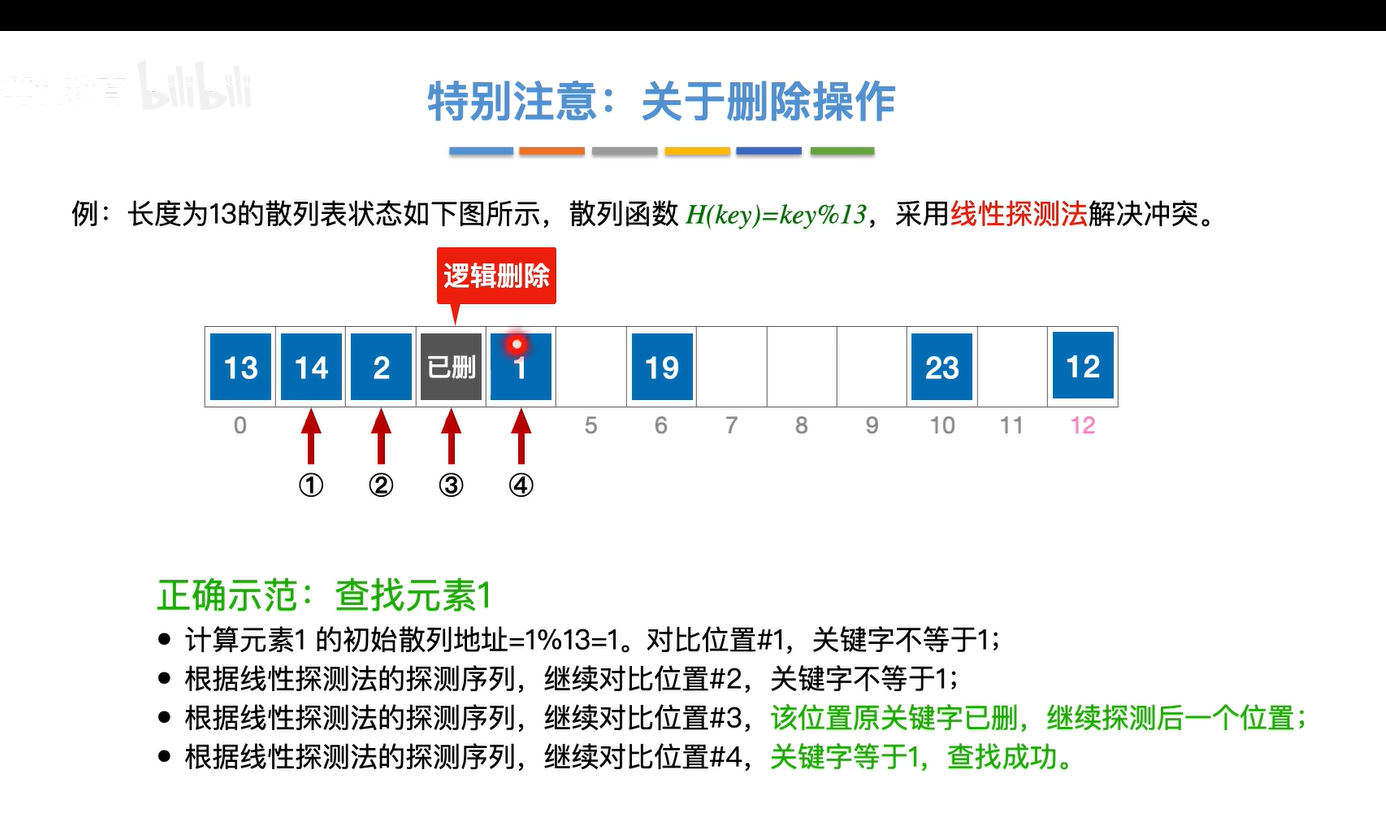 bilibili
特别注意：关于删除操作
例：长度为13的散列表状态如下图所示，散列函数 H(key)=key%13，采用线性探测法解决冲突。
逻辑删除
13 14 2 已删 1 19 23 12
0 5 6 7 8 9 10 11 12
① ② ③ ④
正确示范：查找元素1
• 计算元素1 的初始散列地址=1%13=1。对比位置#1，关键字不等于1；
• 根据线性探测法的探测序列，继续对比位置#2，关键字不等于1；
• 根据线性探测法的探测序列，继续对比位置#3，该位置原关键字已删，继续探测后一个位置；
• 根据线性探测法的探测序列，继续对比位置#4，关键字等于1，查找成功。